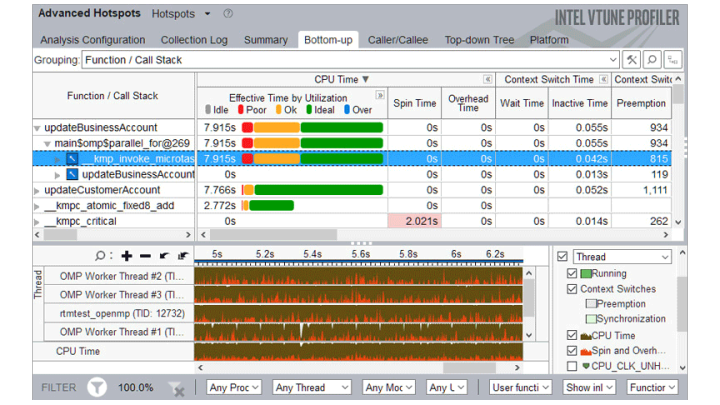 Advanced Hotspots Hotspots
INTEL VTUNE PROFILER
Analysis Configuration Collection Log Summary Bottom-up Caller/Callee Top-down Tree Platform
Grouping: Function / Call Stack
Function / Call Stack CPU Time Context Switch Time Context Switc
Effective Time by Utilization Spin Time Overhead Time Wait Time Inactive Time Preemption
Idle Poor Ok Ideal Over
updateBusinessAccount 7.915s 0s 0s 0s 0.055s 934
main$omp$parallel_for@269 7.915s 0s 0s 0s 0.055s 934
__kmp_invoke_microtas 7.915s 0s 0s 0s 0.042s 815
updateBusinessAccount 0s 0s 0s 0s 0.013s 119
updateCustomerAccount 7.766s 0s 0s 0s 0.052s 1,111
__kmpc_atomic_fixed8_add 2.772s 0s 0s
__kmpc_critical 0s 2.021s 0s 0s 0.014s 262
5s 5.2s 5.4s 5.6s 5.8s 6s 6.2s
Thread
OMP Worker Thread #2 (TI...
OMP Worker Thread #3 (TI...
rtmtest_openmp (TID: 12732)
OMP Worker Thread #1 (TI...
CPU Time
Thread
Running
Context Switches
Preemption
Synchronization
CPU Time
Spin and Overh...
CPU_CLK_UNH...
FILTER 100.0% Any Proc Any Thread Any Moc Any U User functi Show inl Function